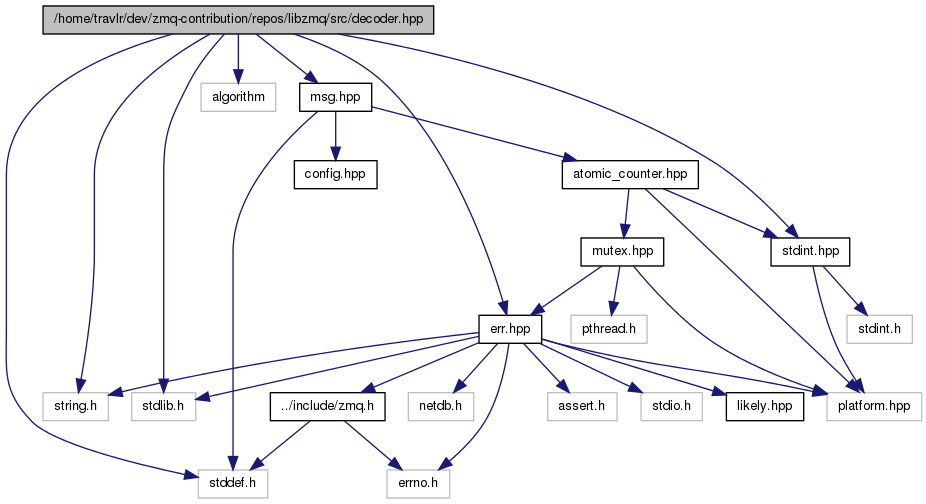 /home/travlr/dev/zmq-contribution/repos/libzmq/src/decoder.hpp
algorithm
msg.hpp
config.hpp
atomic_counter.hpp
mutex.hpp
stdint.hpp
err.hpp
pthread.h
stdint.h
string.h
stdlib.h
../include/zmq.h
netdb.h
assert.h
stdio.h
likely.hpp
platform.hpp
stddef.h
errno.h